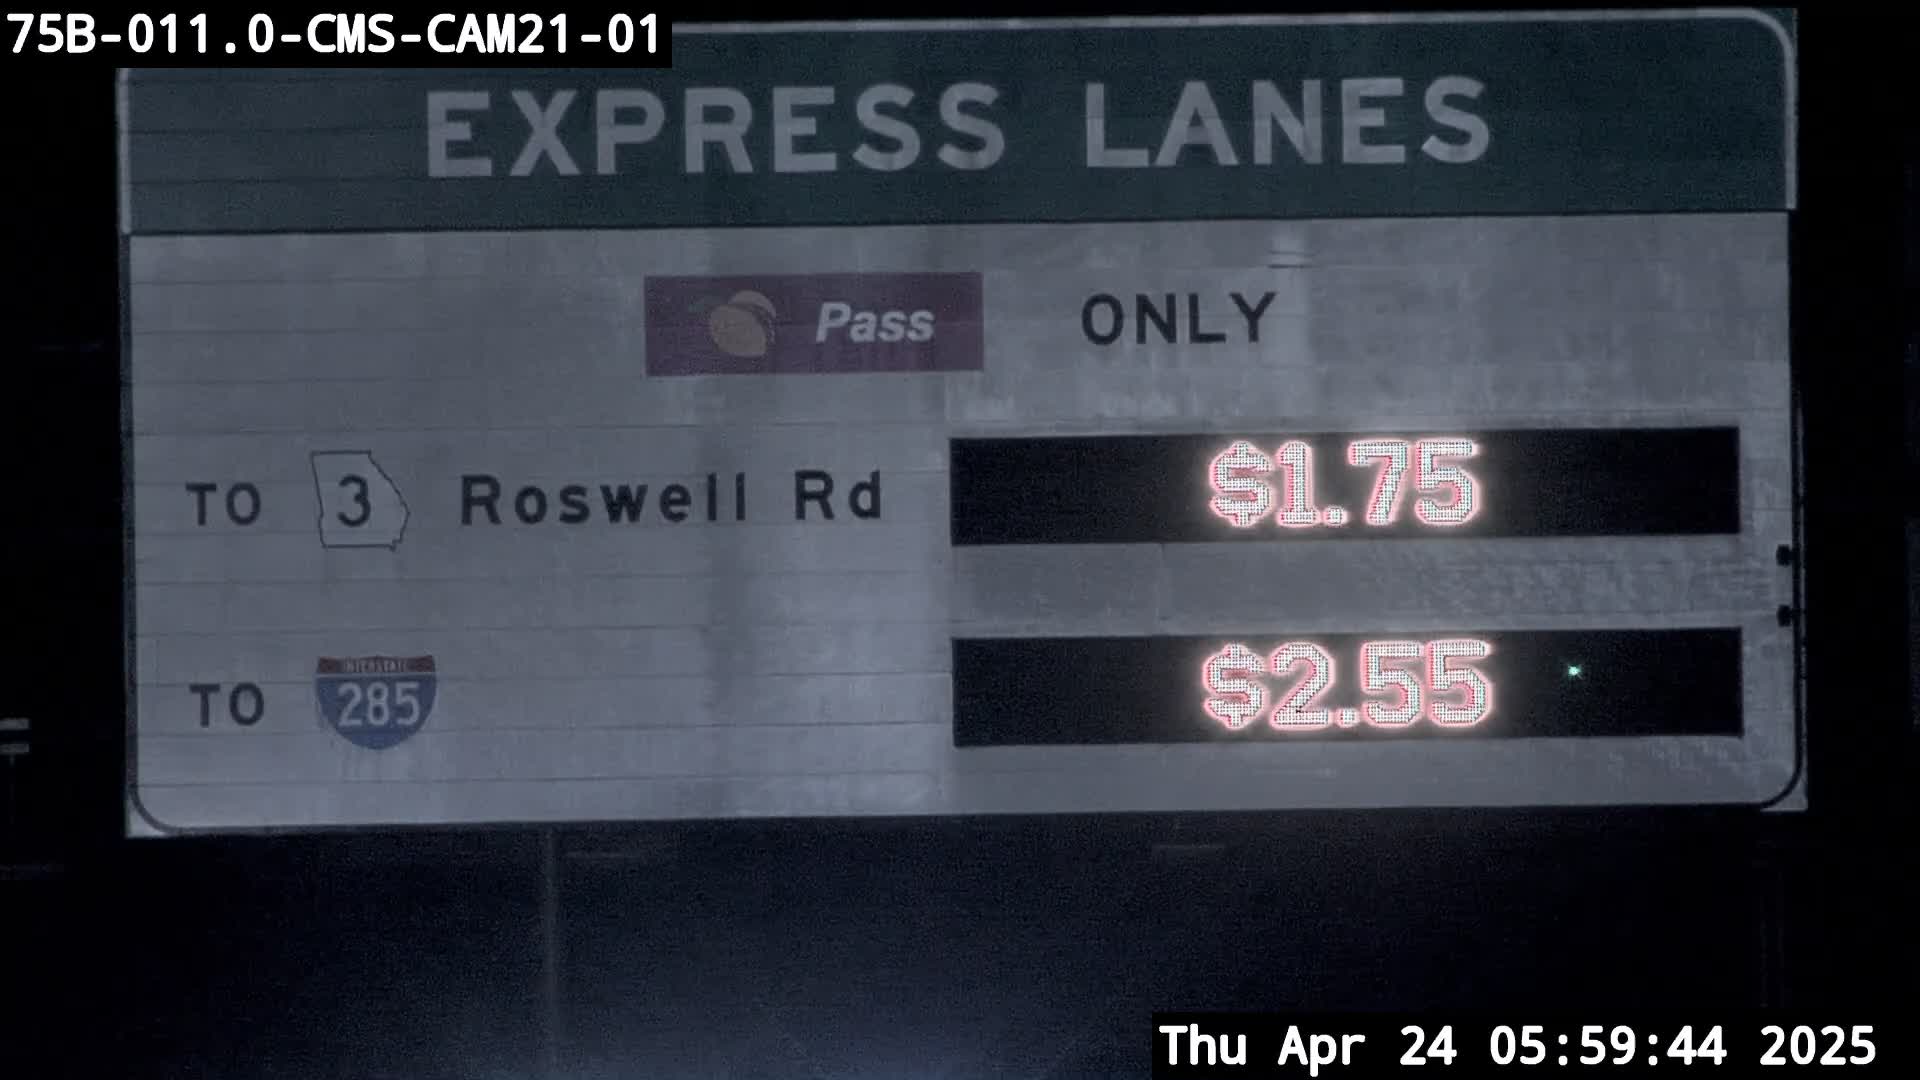 75B-011.0-CMS-CAM21-01
EXPRESS LANES
Pass ONLY
TO 3 Roswell Rd $1.75
INTERSTATE
TO 285 $2.55
Thu Apr 24 05:59:44 2025